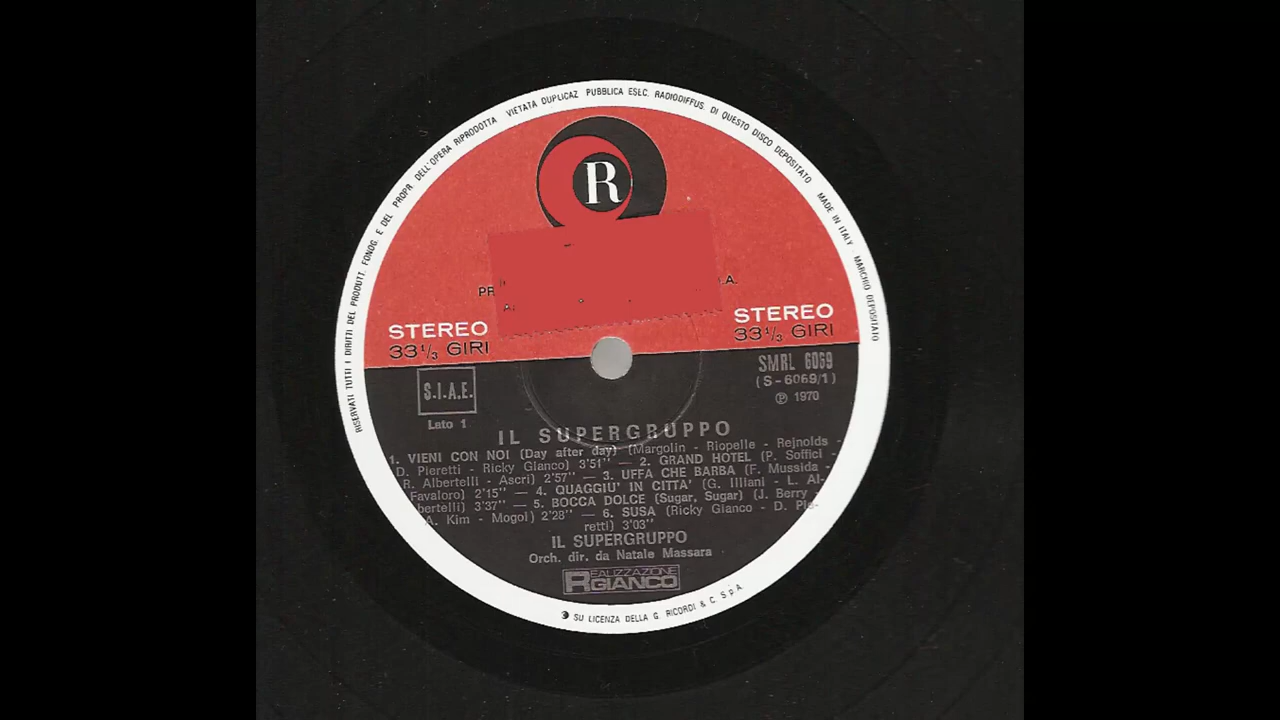 RISERVATI TUTTI I DIRITTI DEL PRODUTT. FONOG. E DEL PROPR. DELL'OPERA RIPRODOTTA VIETATA DUPLICAZ PUBBLICA ESEC. RADIODIFFUS. DI QUESTO DISCO DEPOSITATO MADE IN ITALY - MARCHIO DEPOSITATO
R
STEREO
33 1/3 GIRI
STEREO
33 1/3 GIRI
S.I.A.E.
Lato 1
SMRL 6069
(S-6069/1)
℗ 1970
IL SUPERGRUPPO
1. VIENI CON NOI (Day after day) (Margolin - Riopelle - Rejnolds -
D. Pieretti - Ricky Gianco) 3'51'' — 2. GRAND HOTEL (P. Soffici -
R. Albertelli - Ascri) 2'57'' — 3. UFFA CHE BARBA (F. Mussida -
Favaloro) 2'15'' — 4. QUAGGIU' IN CITTA' (G. Illiani - L. Al-
bertelli) 3'37'' — 5. BOCCA DOLCE (Sugar, Sugar) (J. Berry -
A. Kim - Mogol) 2'28'' — 6. SUSA (Ricky Gianco - D. Pie-
retti) 3'03''
IL SUPERGRUPPO
Orch. dir. da Natale Massara
REALIZZAZIONE
RGIANCO
SU LICENZA DELLA G. RICORDI & C. S.p.A.